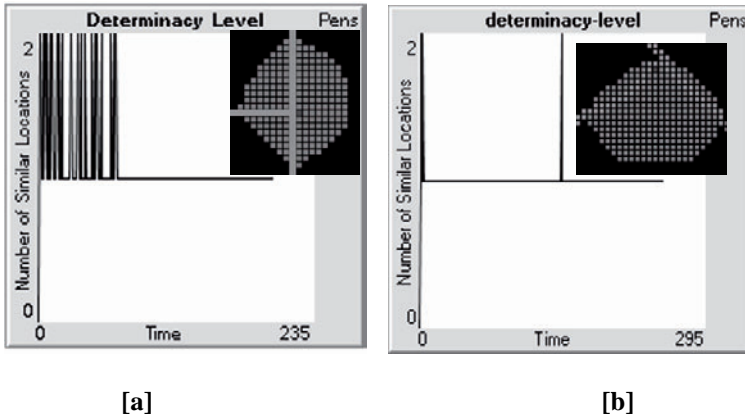 Determinacy Level Pens
2
Number of Similar Locations
0
0 Time 235
determinacy-level Pens
2
Number of Similar Locations
0
0 Time 295
[a] [b]